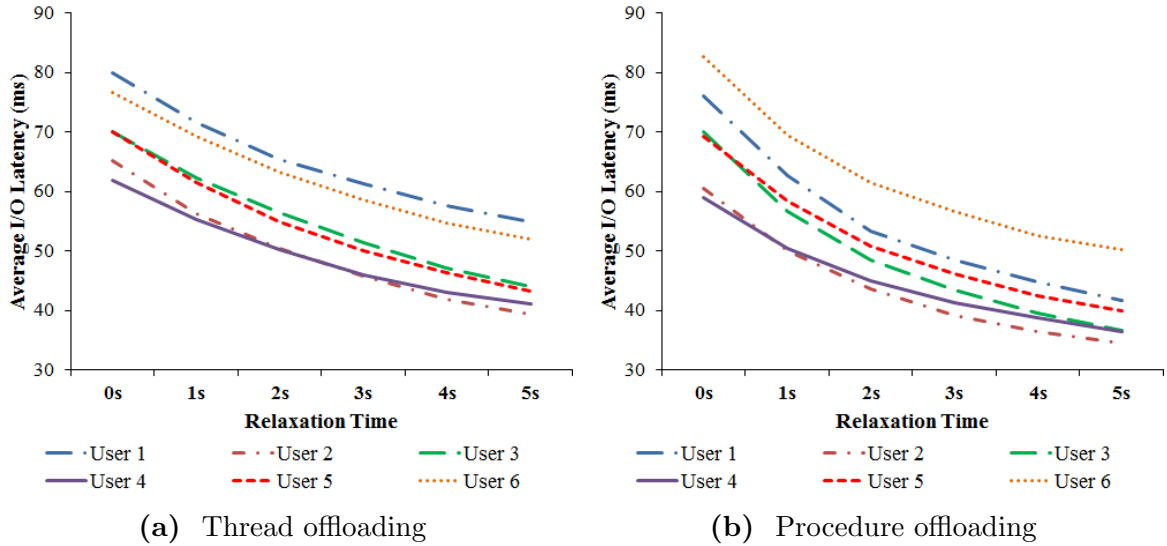 90
80
70
60
50
40
30
Average I/O Latency (ms)
0s 1s 2s 3s 4s 5s
Relaxation Time
User 1 User 2 User 3
User 4 User 5 User 6
(a) Thread offloading
90
80
70
60
50
40
30
Average I/O Latency (ms)
0s 1s 2s 3s 4s 5s
Relaxation Time
User 1 User 2 User 3
User 4 User 5 User 6
(b) Procedure offloading